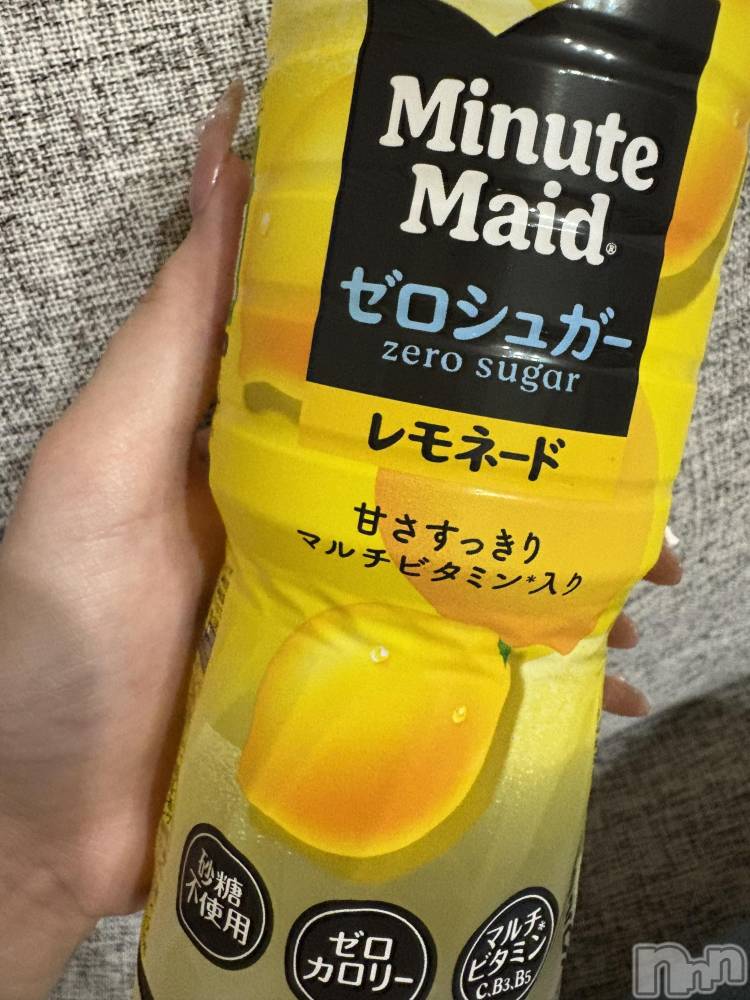 Minute
Maid®
ゼロシュガー
zero sugar
レモネード
甘さすっきり
マルチビタミン*入り
砂糖
不使用
ゼロ
カロリー
マルチ*
ビタミン
C.B3.B5
nnn